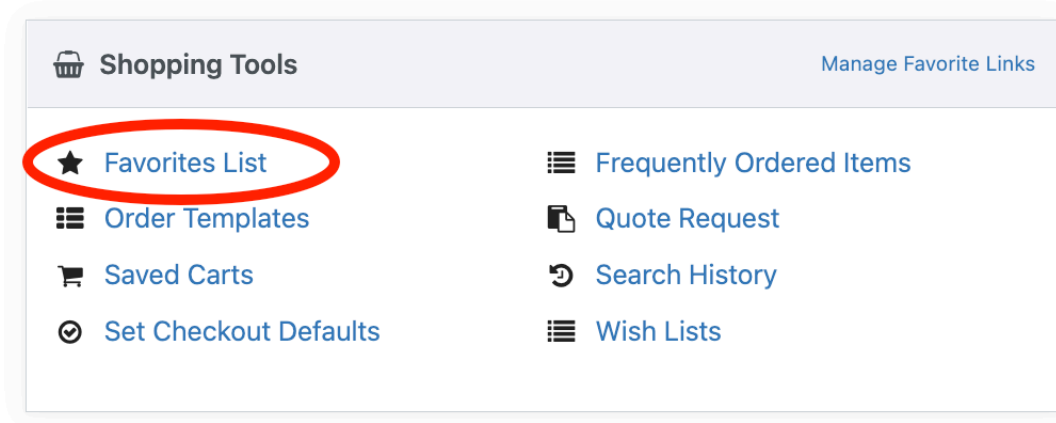 Shopping Tools
Manage Favorite Links
Favorites List
Frequently Ordered Items
Order Templates
Quote Request
Saved Carts
Search History
Set Checkout Defaults
Wish Lists